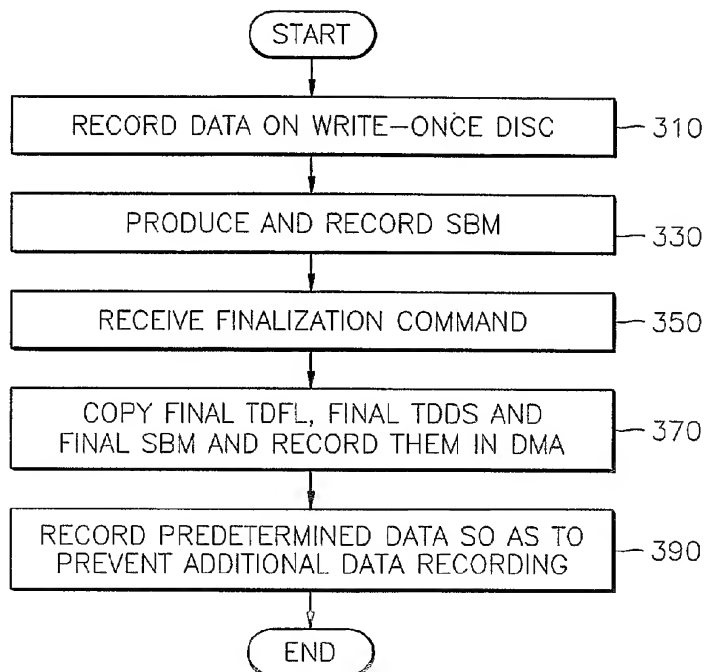 START
RECORD DATA ON WRITE-ONCE DISC
310
PRODUCE AND RECORD SBM
330
RECEIVE FINALIZATION COMMAND
350
COPY FINAL TDFL, FINAL TDDS AND
FINAL SBM AND RECORD THEM IN DMA
370
RECORD PREDETERMINED DATA SO AS TO
PREVENT ADDITIONAL DATA RECORDING
390
END